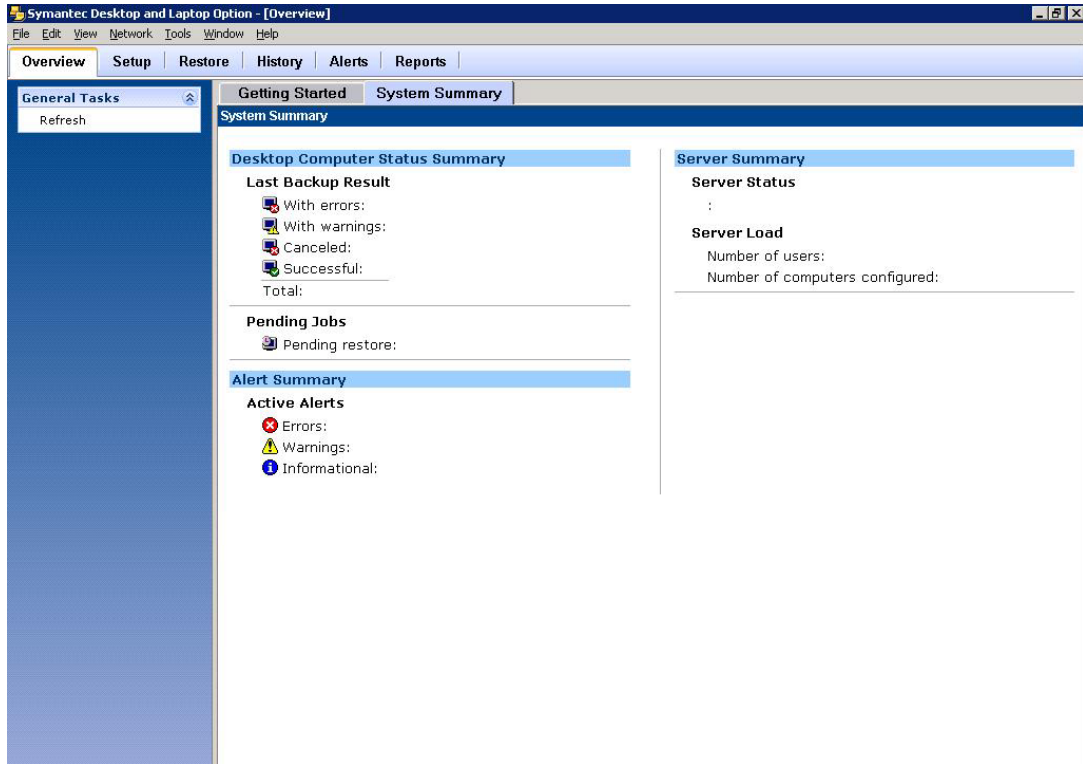 Symantec Desktop and Laptop Option - [Overview]
File Edit View Network Tools Window Help
Overview Setup Restore History Alerts Reports
General Tasks
Refresh
Getting Started System Summary
System Summary
Desktop Computer Status Summary
Last Backup Result
With errors:
With warnings:
Canceled:
Successful:
Total:
Pending Jobs
Pending restore:
Alert Summary
Active Alerts
Errors:
Warnings:
Informational:
Server Summary
Server Status
:
Server Load
Number of users:
Number of computers configured: